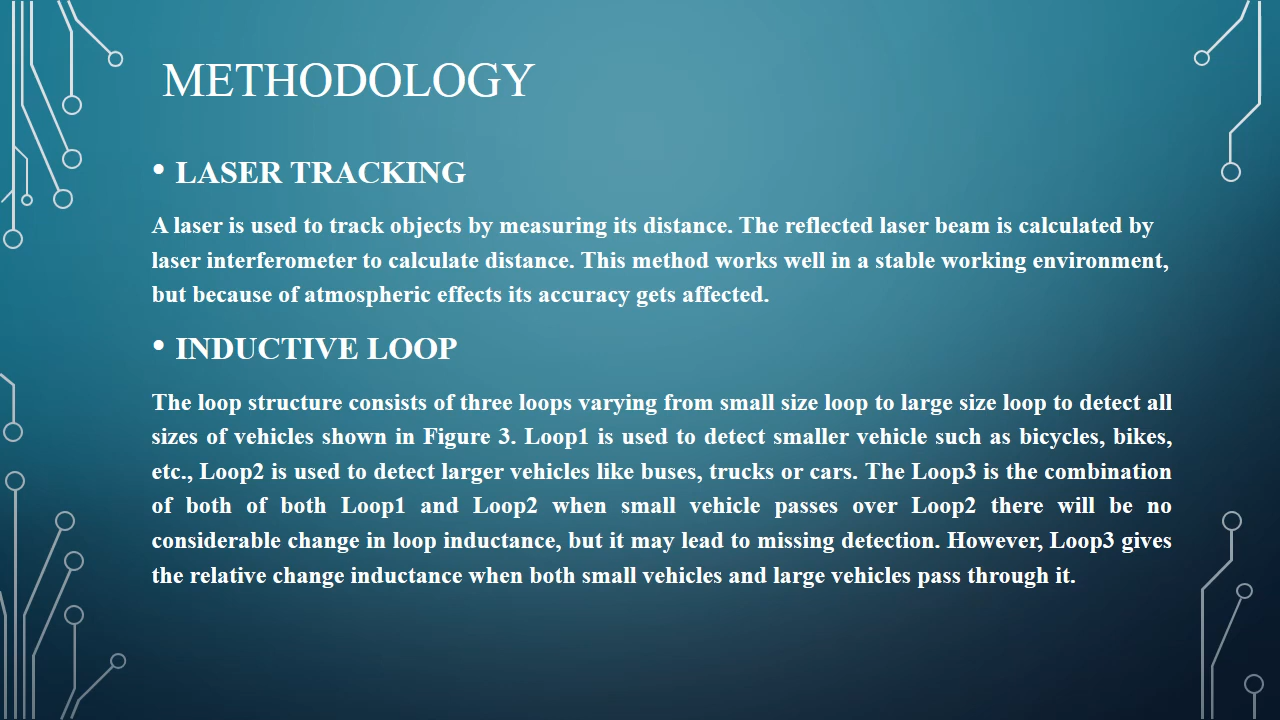 METHODOLOGY
• LASER TRACKING
A laser is used to track objects by measuring its distance. The reflected laser beam is calculated by
laser interferometer to calculate distance. This method works well in a stable working environment,
but because of atmospheric effects its accuracy gets affected.
• INDUCTIVE LOOP
The loop structure consists of three loops varying from small size loop to large size loop to detect all
sizes of vehicles shown in Figure 3. Loop1 is used to detect smaller vehicle such as bicycles, bikes,
etc., Loop2 is used to detect larger vehicles like buses, trucks or cars. The Loop3 is the combination
of both of both Loop1 and Loop2 when small vehicle passes over Loop2 there will be no
considerable change in loop inductance, but it may lead to missing detection. However, Loop3 gives
the relative change inductance when both small vehicles and large vehicles pass through it.